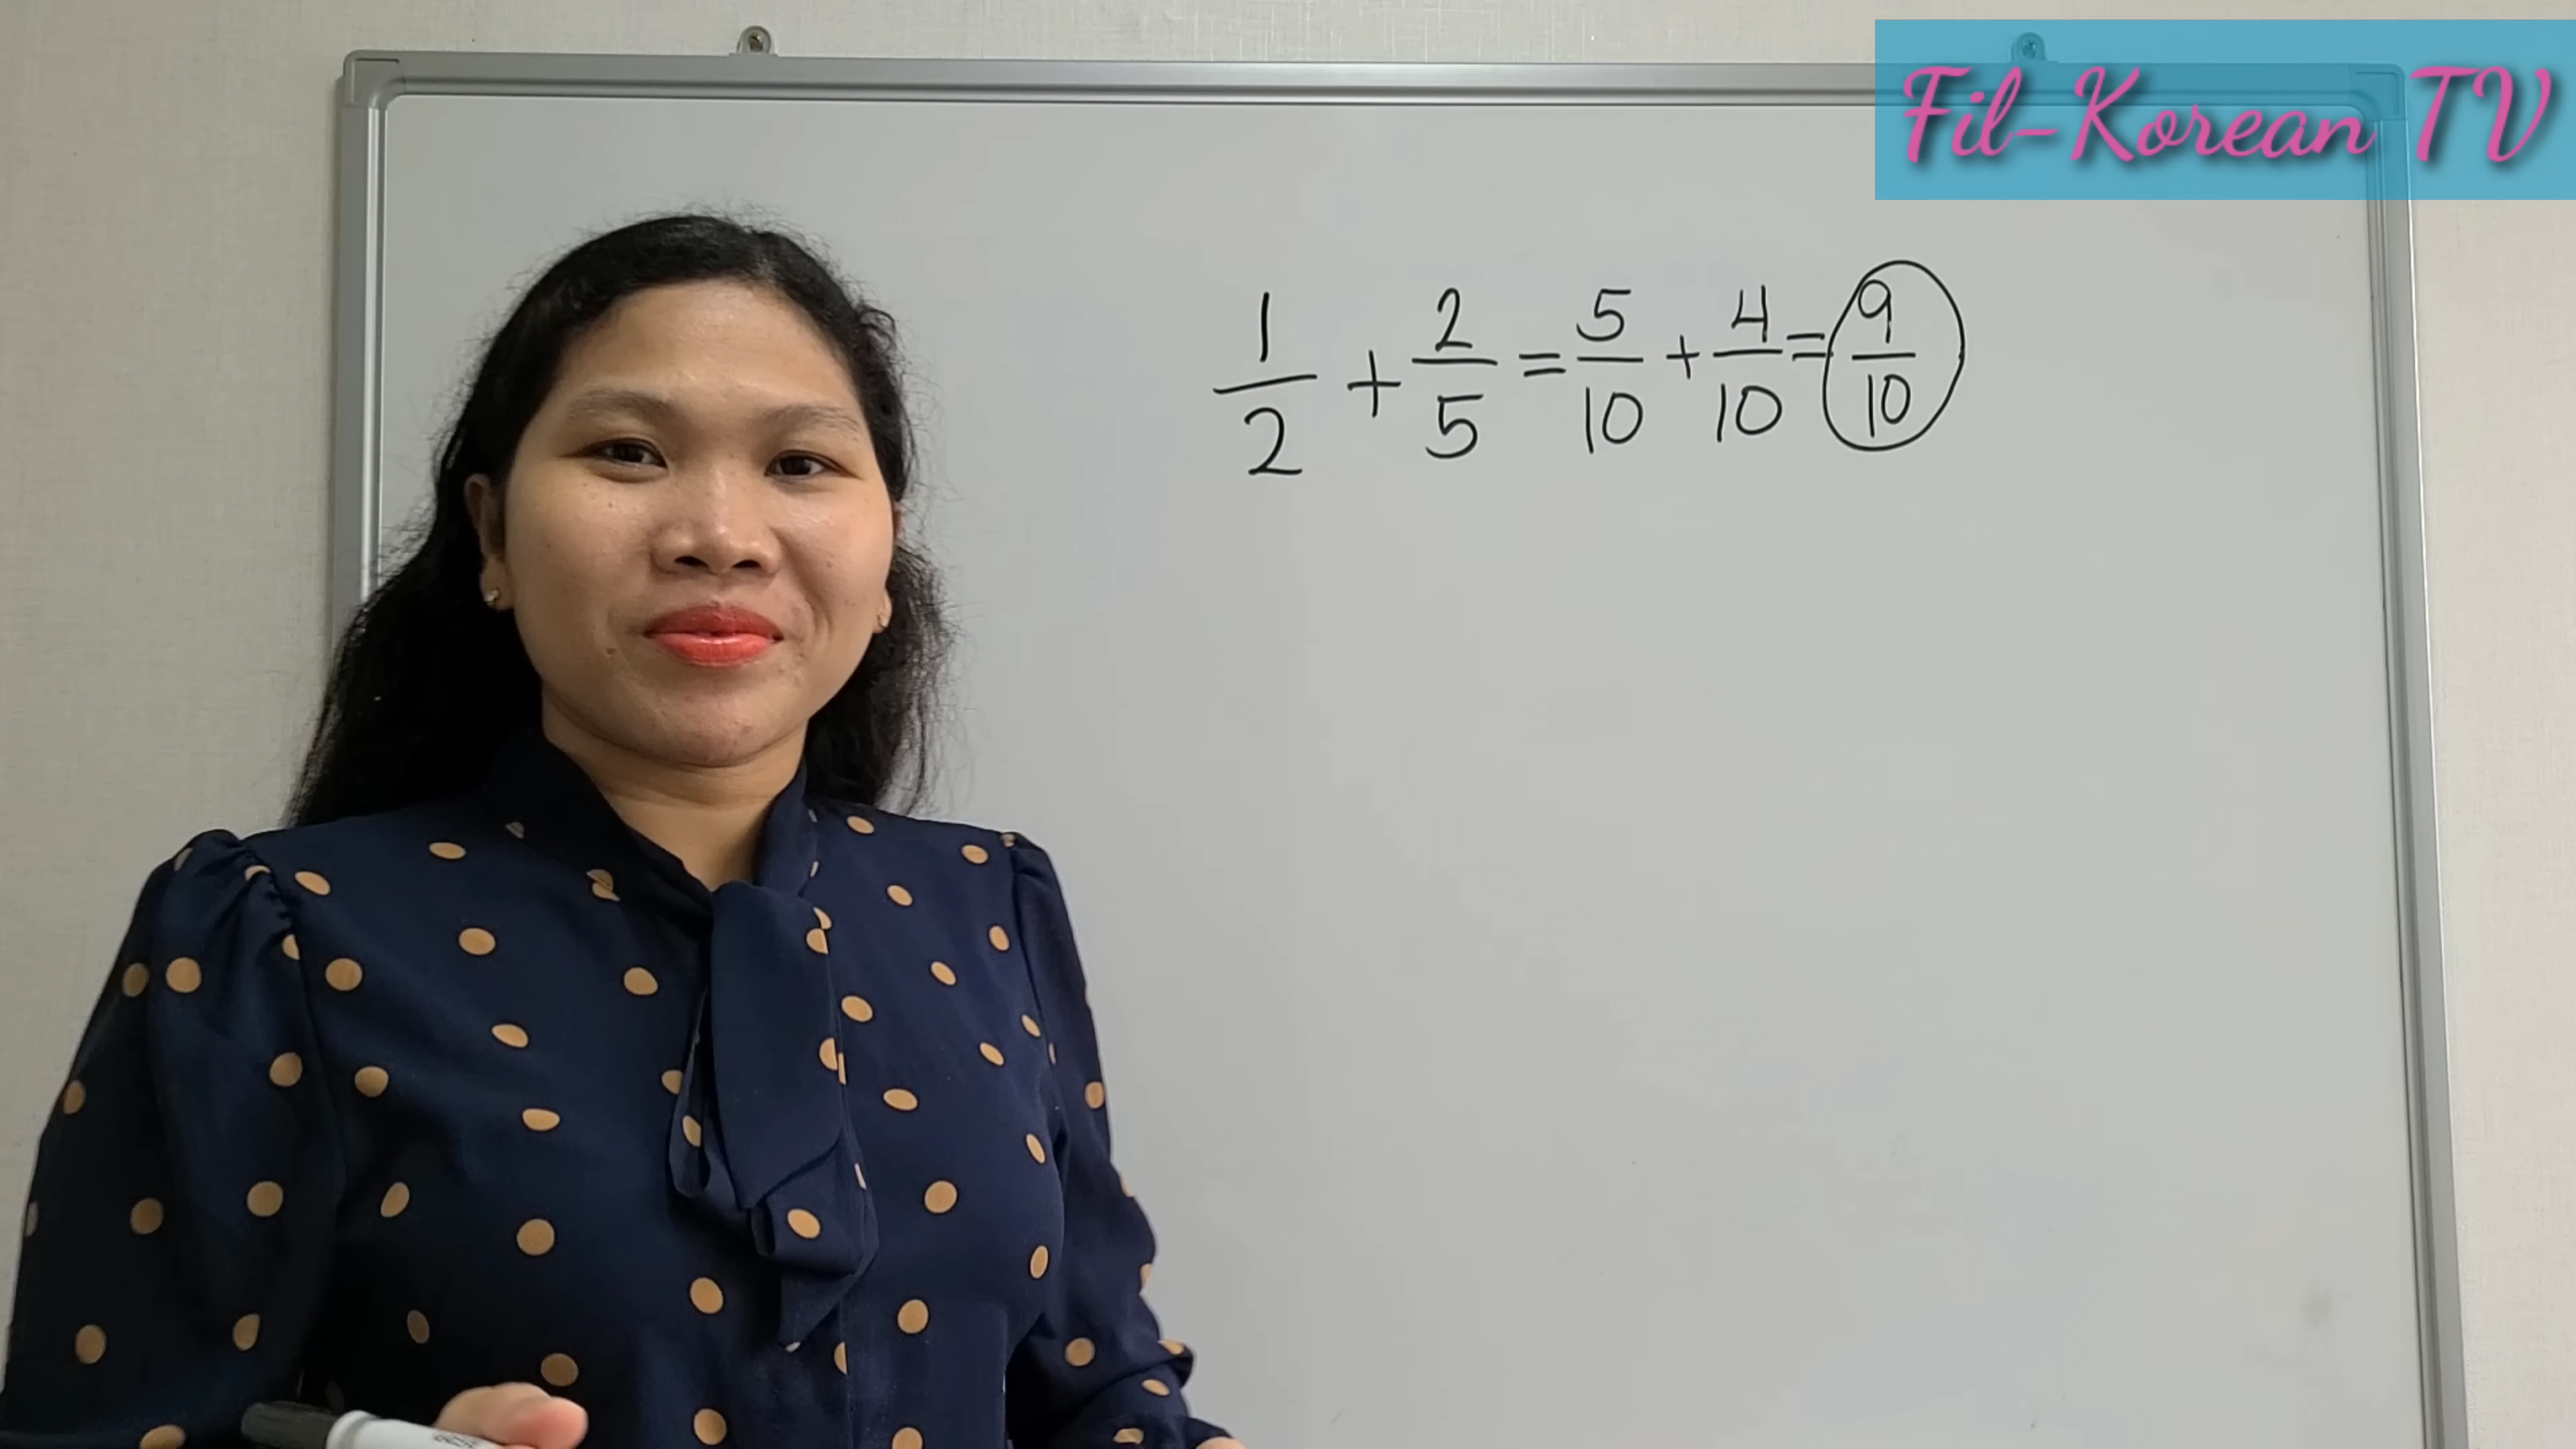 Fil-Korean TV
1/2 + 2/5 = 5/10 + 4/10 = 9/10